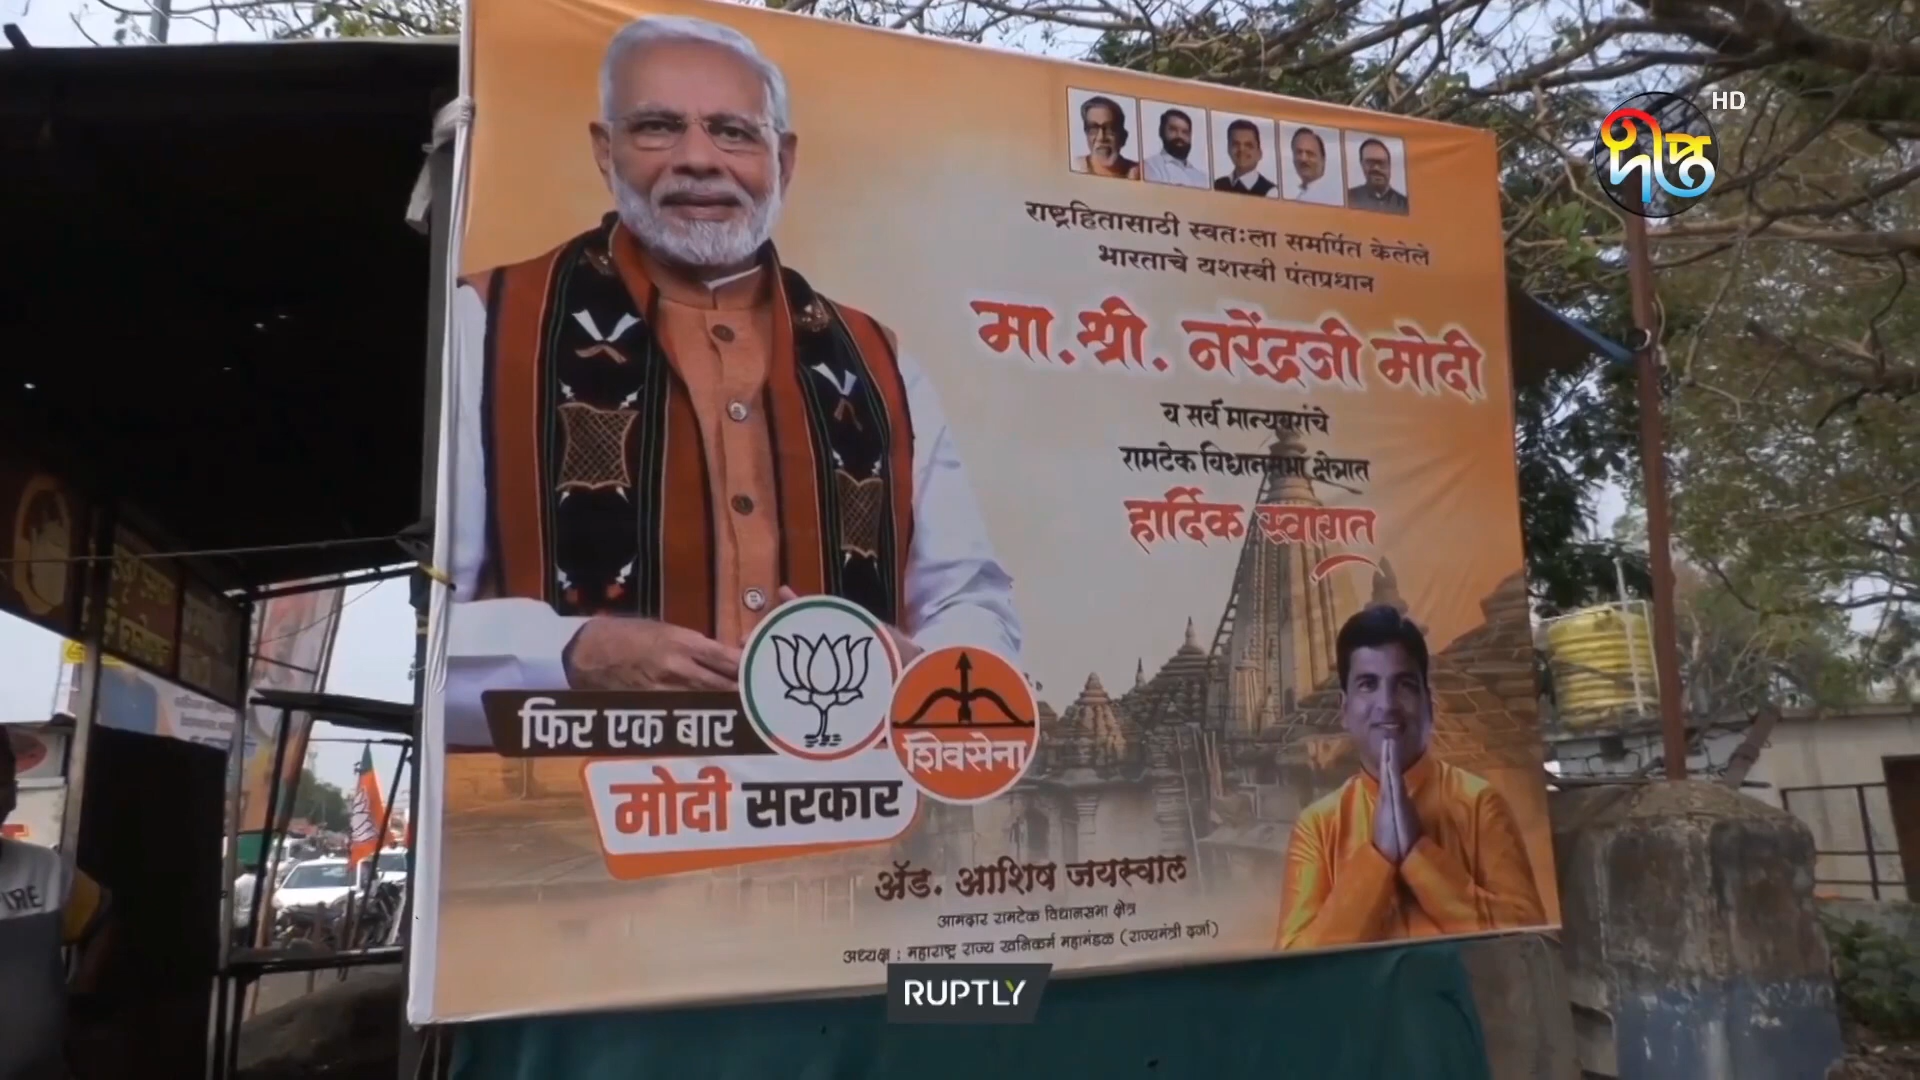 HD
দীপ্ত
राष्ट्रहितासाठी स्वतःला समर्पित केलेले
भारताचे यशस्वी पंतप्रधान
मा.श्री. नरेंद्रजी मोदी
व सर्व मान्यवरांचे
रामटेक विधानसभा क्षेत्रात
हार्दिक स्वागत
फिर एक बार
मोदी सरकार
शिवसेना
ॲड. आशिष जयस्वाल
आमदार रामटेक विधानसभा क्षेत्र
अध्यक्ष : महाराष्ट्र राज्य खनिकर्म महामंडळ (राज्यमंत्री दर्जा)
RUPTLY